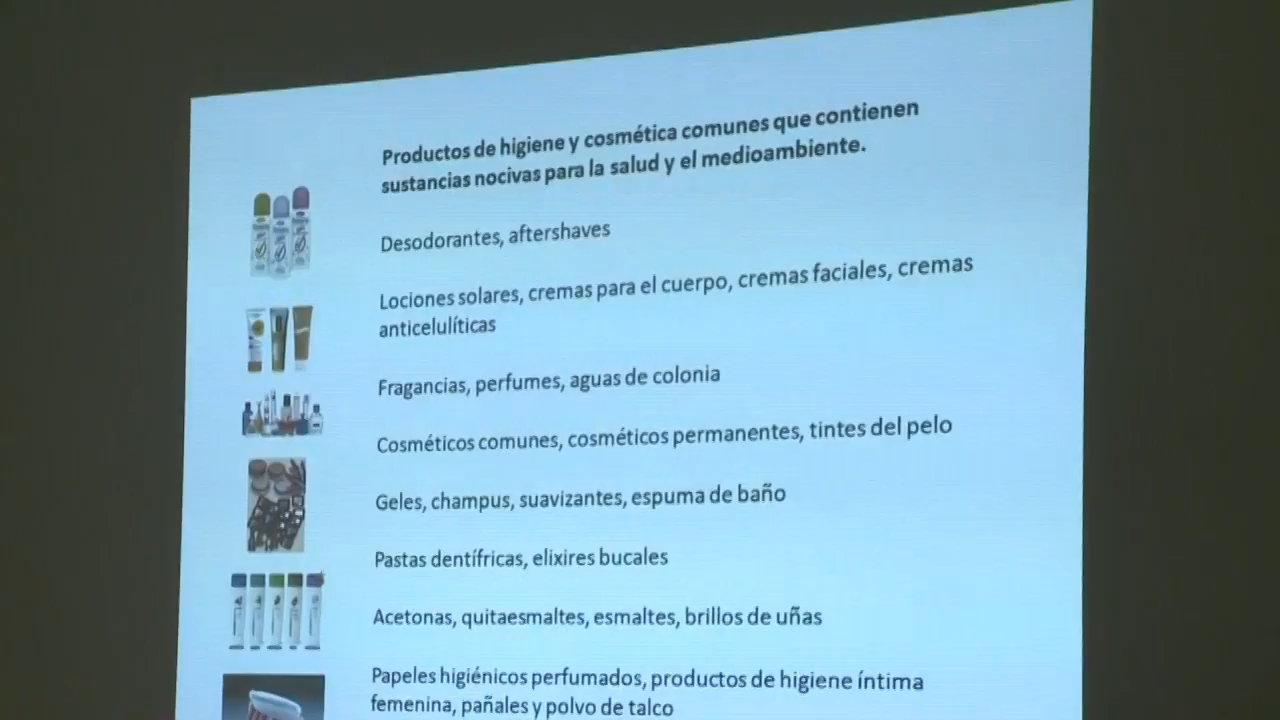 Productos de higiene y cosmética comunes que contienen
sustancias nocivas para la salud y el medioambiente.
Desodorantes, aftershaves
Lociones solares, cremas para el cuerpo, cremas faciales, cremas
anticelulíticas
Fragancias, perfumes, aguas de colonia
Cosméticos comunes, cosméticos permanentes, tintes del pelo
Geles, champus, suavizantes, espuma de baño
Pastas dentífricas, elixires bucales
Acetonas, quitaesmaltes, esmaltes, brillos de uñas
Papeles higiénicos perfumados, productos de higiene íntima
femenina, pañales y polvo de talco